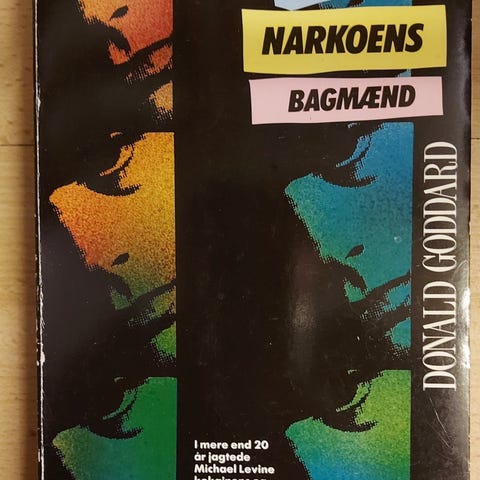 NARKOENS
BAGMÆND
DONALD GODDARD
I mere end 20
år jagtede
Michael Levine